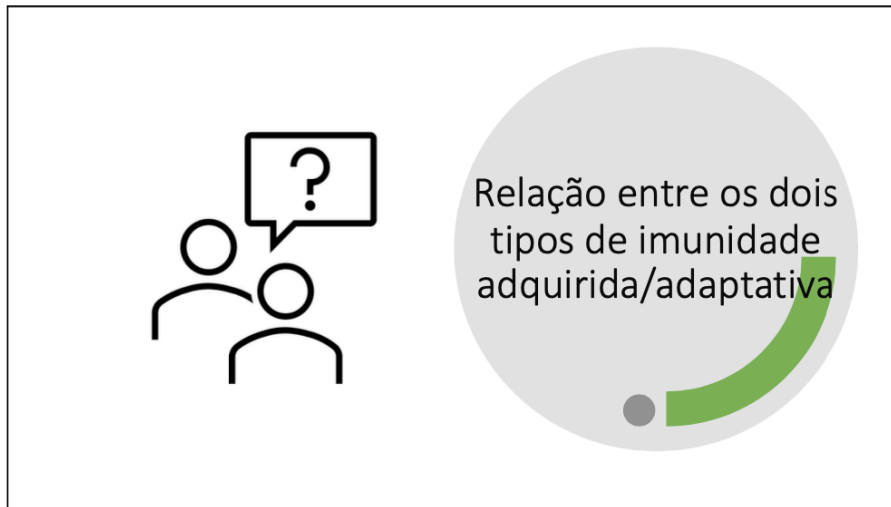 ?
Relação entre os dois
tipos de imunidade
adquirida/adaptativa